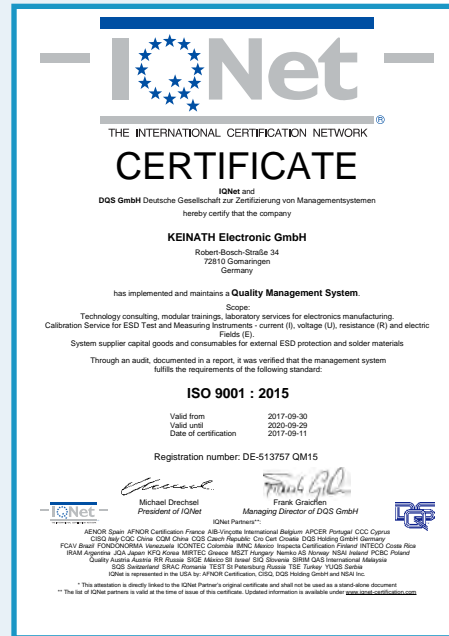 IQNet
®
THE INTERNATIONAL CERTIFICATION NETWORK
CERTIFICATE
IQNet and
DQS GmbH Deutsche Gesellschaft zur Zertifizierung von Managementsystemen
hereby certify that the company
KEINATH Electronic GmbH
Robert-Bosch-Straße 34
72810 Gomaringen
Germany
has implemented and maintains a Quality Management System.
Scope:
Technology consulting, modular trainings, laboratory services for electronics manufacturing.
Calibration Service for ESD Test and Measuring Instruments - current (I), voltage (U), resistance (R) and electric
Fields (E).
System supplier capital goods and consumables for external ESD protection and solder materials
Through an audit, documented in a report, it was verified that the management system
fulfills the requirements of the following standard:
ISO 9001 : 2015
Valid from 2017-09-30
Valid until 2020-09-29
Date of certification 2017-09-11
Registration number: DE-513757 QM15
Michael Drechsel Frank Graichen
President of IQNet Managing Director of DQS GmbH
IQNet
DQS
IQNet Partners**:
AENOR Spain AFNOR Certification France AIB-Vinçotte International Belgium APCER Portugal CCC Cyprus
CISQ Italy CQC China CQM China CQS Czech Republic Cro Cert Croatia DQS Holding GmbH Germany
FCAV Brazil FONDONORMA Venezuela ICONTEC Colombia IMNC Mexico Inspecta Certification Finland INTECO Costa Rice
IRAM Argentina JQA Japan KFQ Korea MIRTEC Greece MSZT Hungary Nemko AS Norway NSAI Ireland PCBC Poland
Quality Austria Austria RR Russia SIGE México SII Israel SIQ Slovenia SIRIM QAS International Malaysia
SQS Switzerland SRAC Romania TEST St Petersburg Russia TSE Turkey YUQS Serbia
IQNet is represented in the USA by: AFNOR Certification, CISQ, DQS Holding GmbH and NSAI Inc.
* This attestation is directly linked to the IQNet Partner's original certificate and shall not be used as a stand-alone document
** The list of IQNet partners is valid at the time of issue of this certificate. Updated information is available under www.iqnet-certification.com